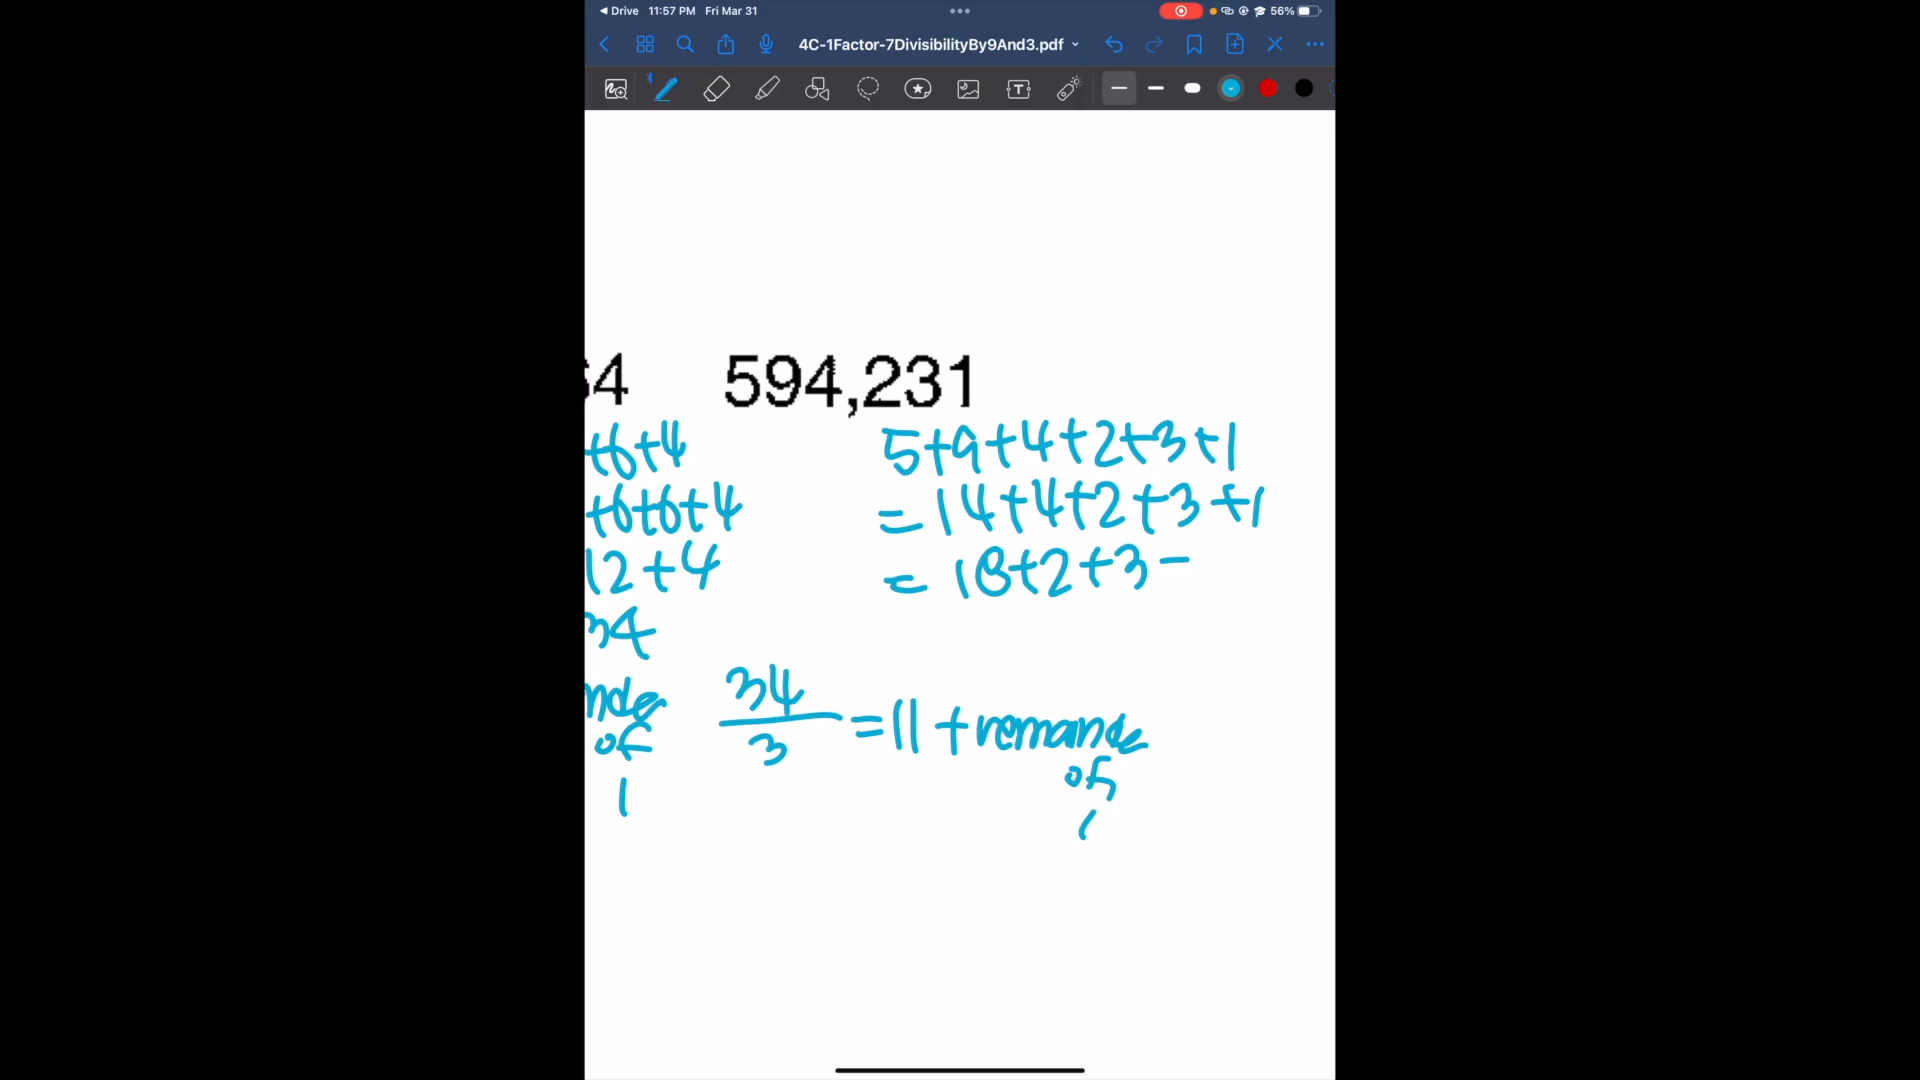 Drive 11:57 PM Fri Mar 31 56%
4C-1Factor-7DivisibilityBy9And3.pdf
64 594,231
+6+4 5+9+4+2+3+1
+6+6+4 =14+4+2+3+1
12+4 =18+2+3-
34
34
3
=11+remande
of
1
of
1